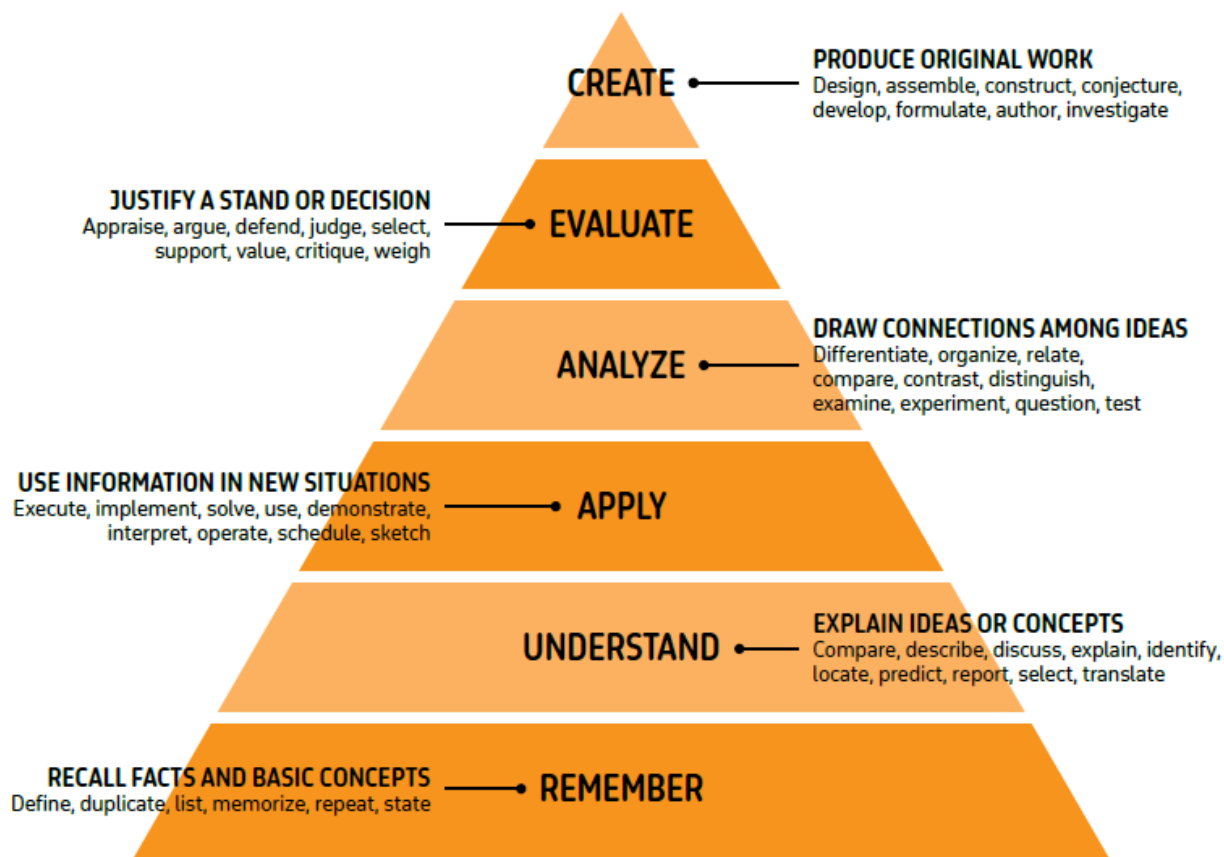 CREATE
PRODUCE ORIGINAL WORK
Design, assemble, construct, conjecture,
develop, formulate, author, investigate
JUSTIFY A STAND OR DECISION
Appraise, argue, defend, judge, select,
support, value, critique, weigh
EVALUATE
ANALYZE
DRAW CONNECTIONS AMONG IDEAS
Differentiate, organize, relate,
compare, contrast, distinguish,
examine, experiment, question, test
USE INFORMATION IN NEW SITUATIONS
Execute, implement, solve, use, demonstrate,
interpret, operate, schedule, sketch
APPLY
UNDERSTAND
EXPLAIN IDEAS OR CONCEPTS
Compare, describe, discuss, explain, identify,
locate, predict, report, select, translate
RECALL FACTS AND BASIC CONCEPTS
Define, duplicate, list, memorize, repeat, state
REMEMBER